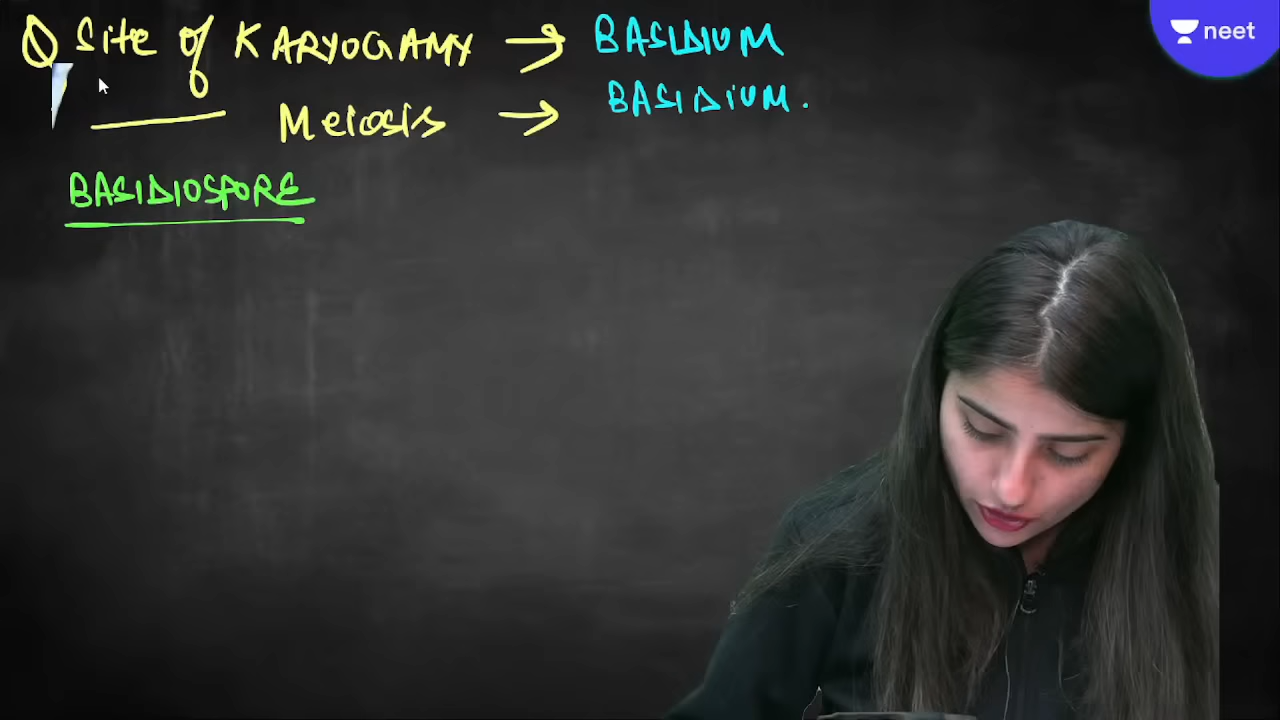 Q Site of KARYOGAMY → BASIDIUM
Meiosis → BASIDIUM.
BASIDIOSPORE
neet